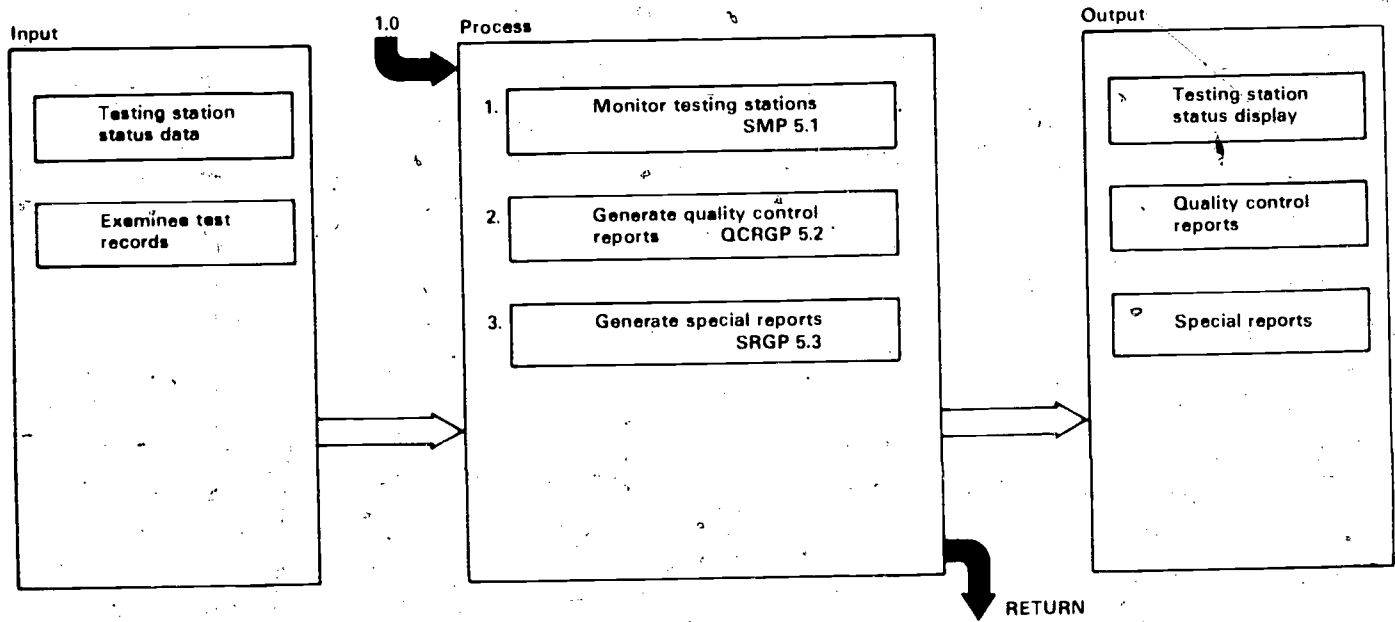 Input
Testing station
status data
Examinee test
records
1.0
Process
1. Monitor testing stations
SMP 5.1
2. Generate quality control
reports QCRGP 5.2
3. Generate special reports
SRGP 5.3
RETURN
Output
Testing station
status display
Quality control
reports
Special reports